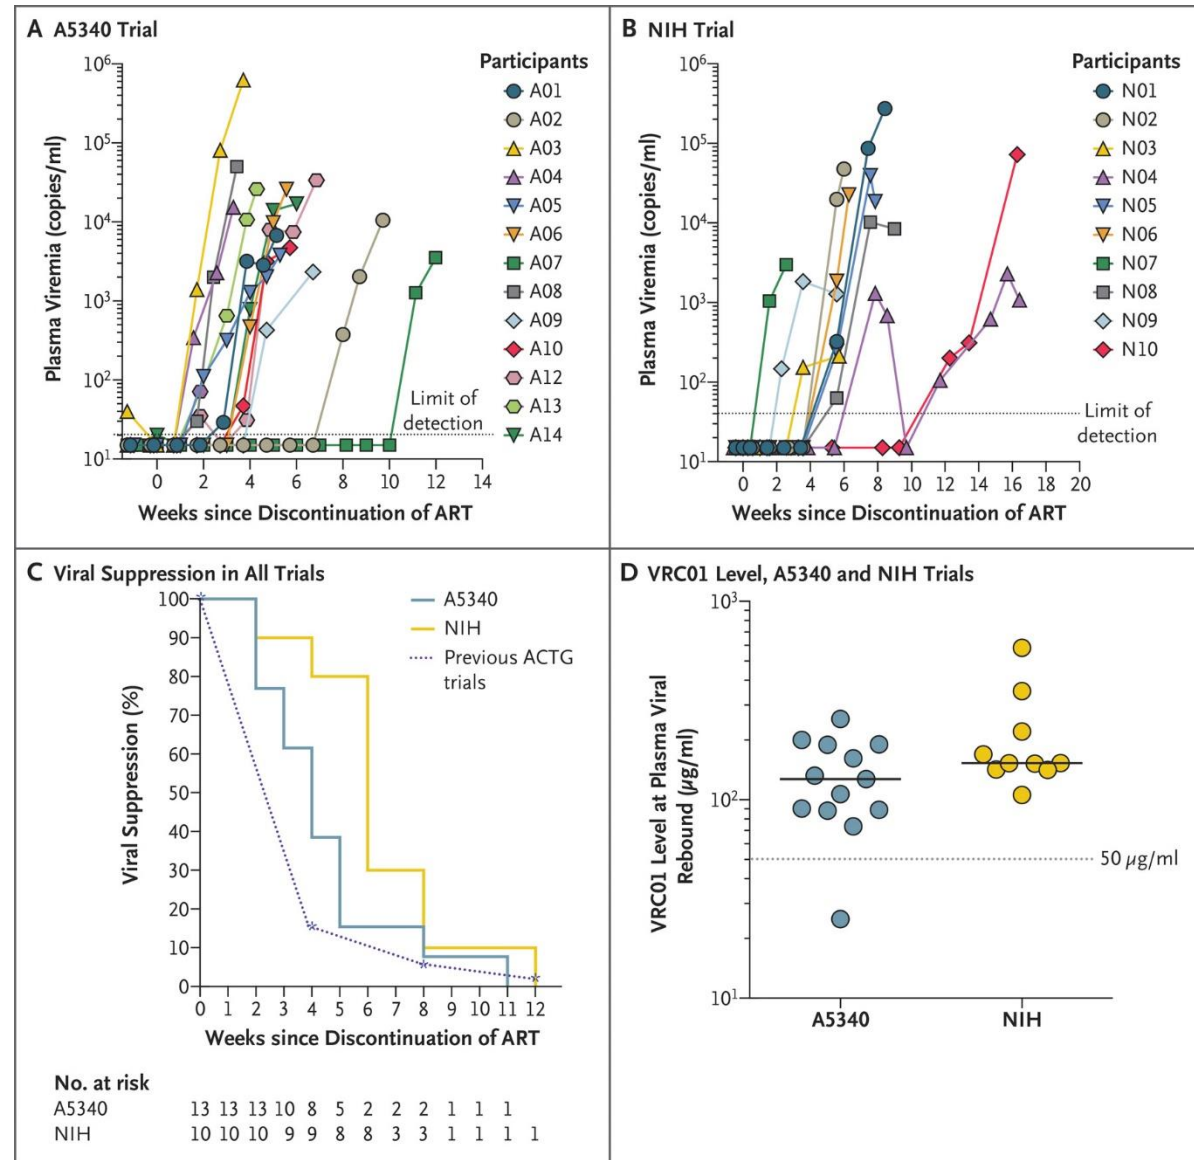 A A5340 Trial
Plasma Viremia (copies/ml)
10⁶
10⁵
10⁴
10³
10²
10¹
0 2 4 6 8 10 12 14
Weeks since Discontinuation of ART
Limit of
detection
Participants
A01
A02
A03
A04
A05
A06
A07
A08
A09
A10
A12
A13
A14
B NIH Trial
Plasma Viremia (copies/ml)
10⁶
10⁵
10⁴
10³
10²
10¹
0 2 4 6 8 10 12 14 16 18 20
Weeks since Discontinuation of ART
Limit of
detection
Participants
N01
N02
N03
N04
N05
N06
N07
N08
N09
N10
C Viral Suppression in All Trials
Viral Suppression (%)
100
90
80
70
60
50
40
30
20
10
0
0 1 2 3 4 5 6 7 8 9 10 11 12
Weeks since Discontinuation of ART
A5340
NIH
Previous ACTG
trials
No. at risk
A5340 13 13 13 10 8 5 2 2 2 1 1 1
NIH 10 10 10 9 9 8 8 3 3 1 1 1 1
D VRC01 Level, A5340 and NIH Trials
VRC01 Level at Plasma Viral
Rebound (µg/ml)
10³
10²
10¹
50 µg/ml
A5340 NIH